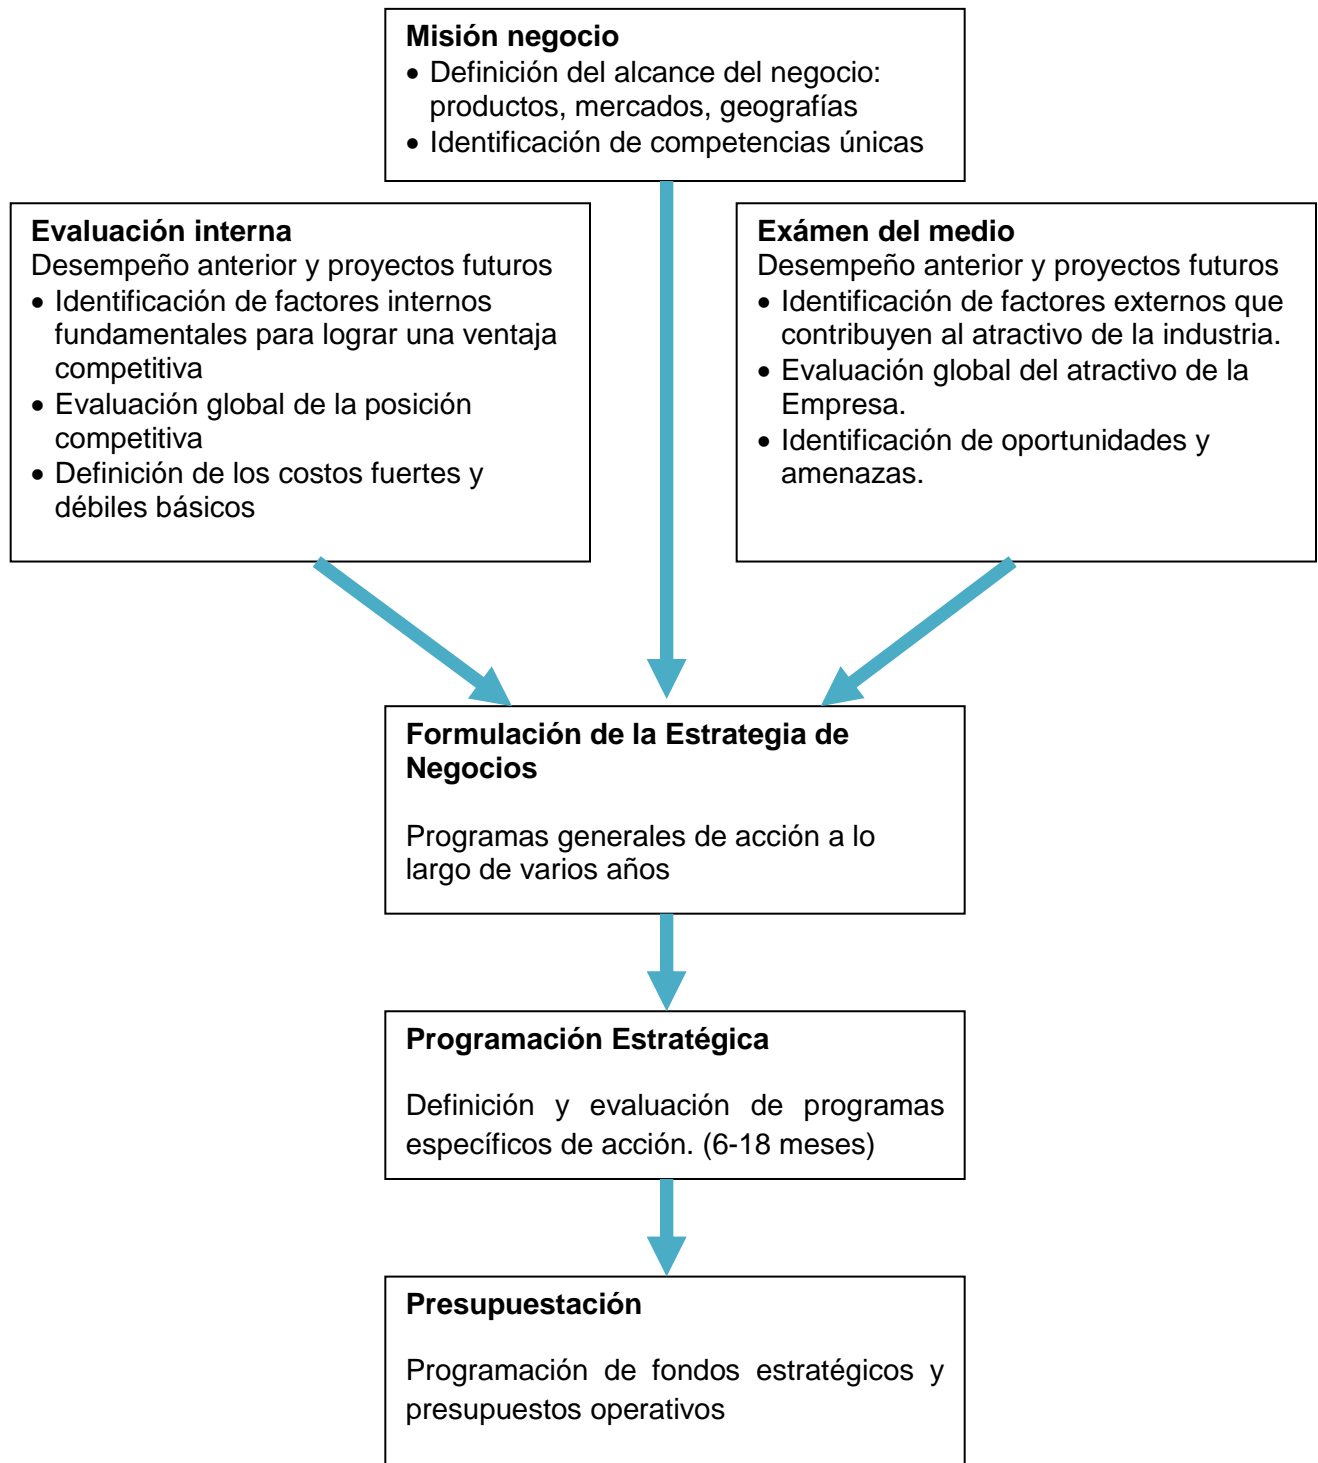 Misión negocio
• Definición del alcance del negocio:
productos, mercados, geografías
• Identificación de competencias únicas
Evaluación interna
Desempeño anterior y proyectos futuros
• Identificación de factores internos
fundamentales para lograr una ventaja
competitiva
• Evaluación global de la posición
competitiva
• Definición de los costos fuertes y
débiles básicos
Exámen del medio
Desempeño anterior y proyectos futuros
• Identificación de factores externos que
contribuyen al atractivo de la industria.
• Evaluación global del atractivo de la
Empresa.
• Identificación de oportunidades y
amenazas.
Formulación de la Estrategia de
Negocios
Programas generales de acción a lo
largo de varios años
Programación Estratégica
Definición y evaluación de programas
específicos de acción. (6-18 meses)
Presupuestación
Programación de fondos estratégicos y
presupuestos operativos